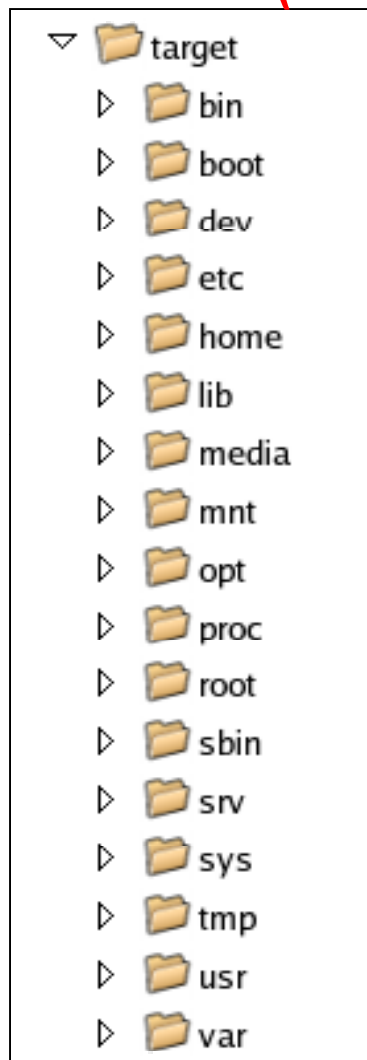 target
bin
boot
dev
etc
home
lib
media
mnt
opt
proc
root
sbin
srv
sys
tmp
usr
var